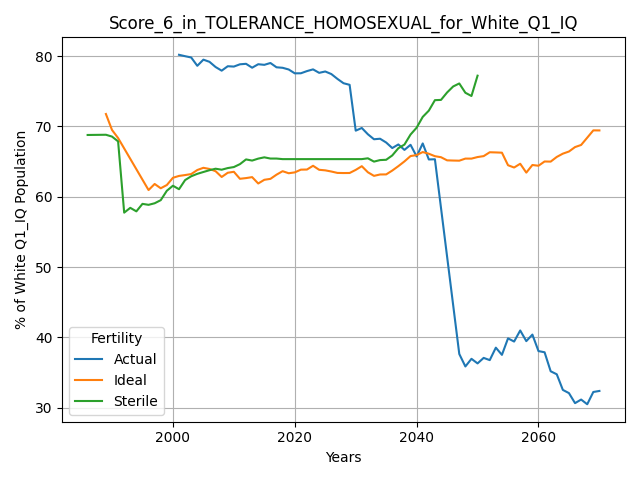 Score_6_in_TOLERANCE_HOMOSEXUAL_for_White_Q1_IQ
% of White Q1_IQ Population
80
70
60
50
40
30
Fertility
Actual
Ideal
Sterile
2000 2020 2040 2060
Years